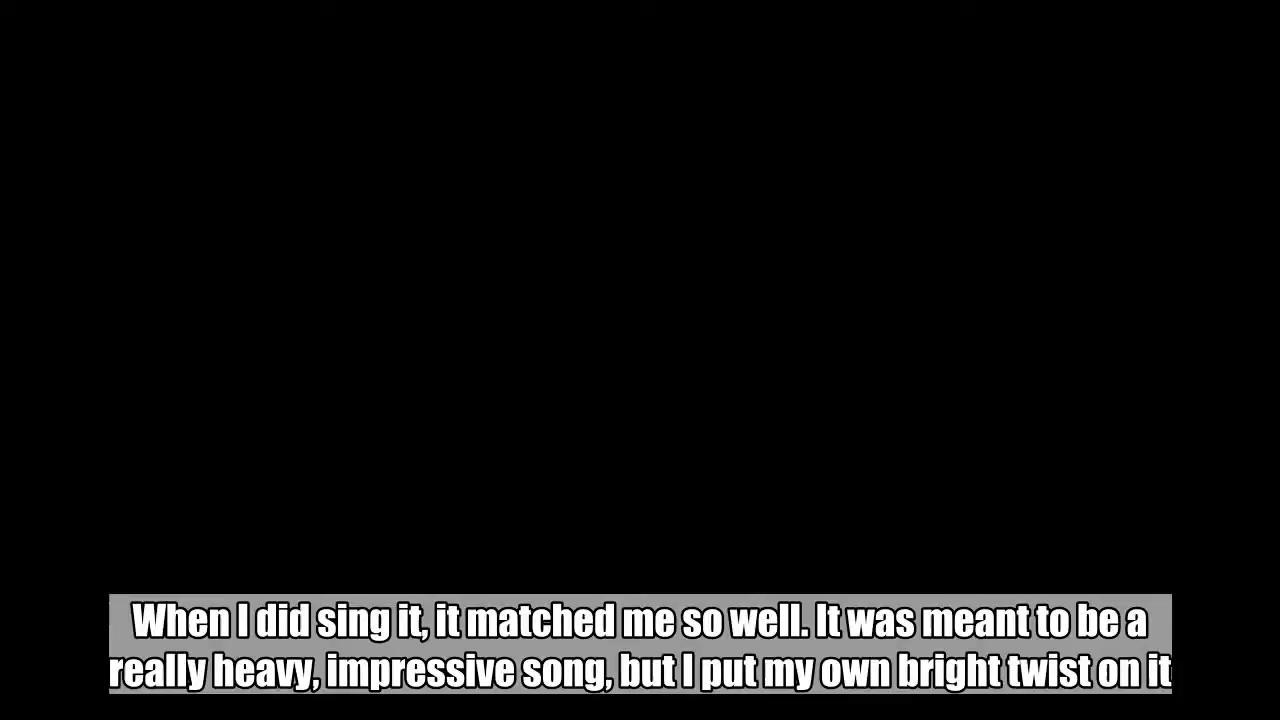 When I did sing it, it matched me so well. It was meant to be a
really heavy, impressive song, but I put my own bright twist on it